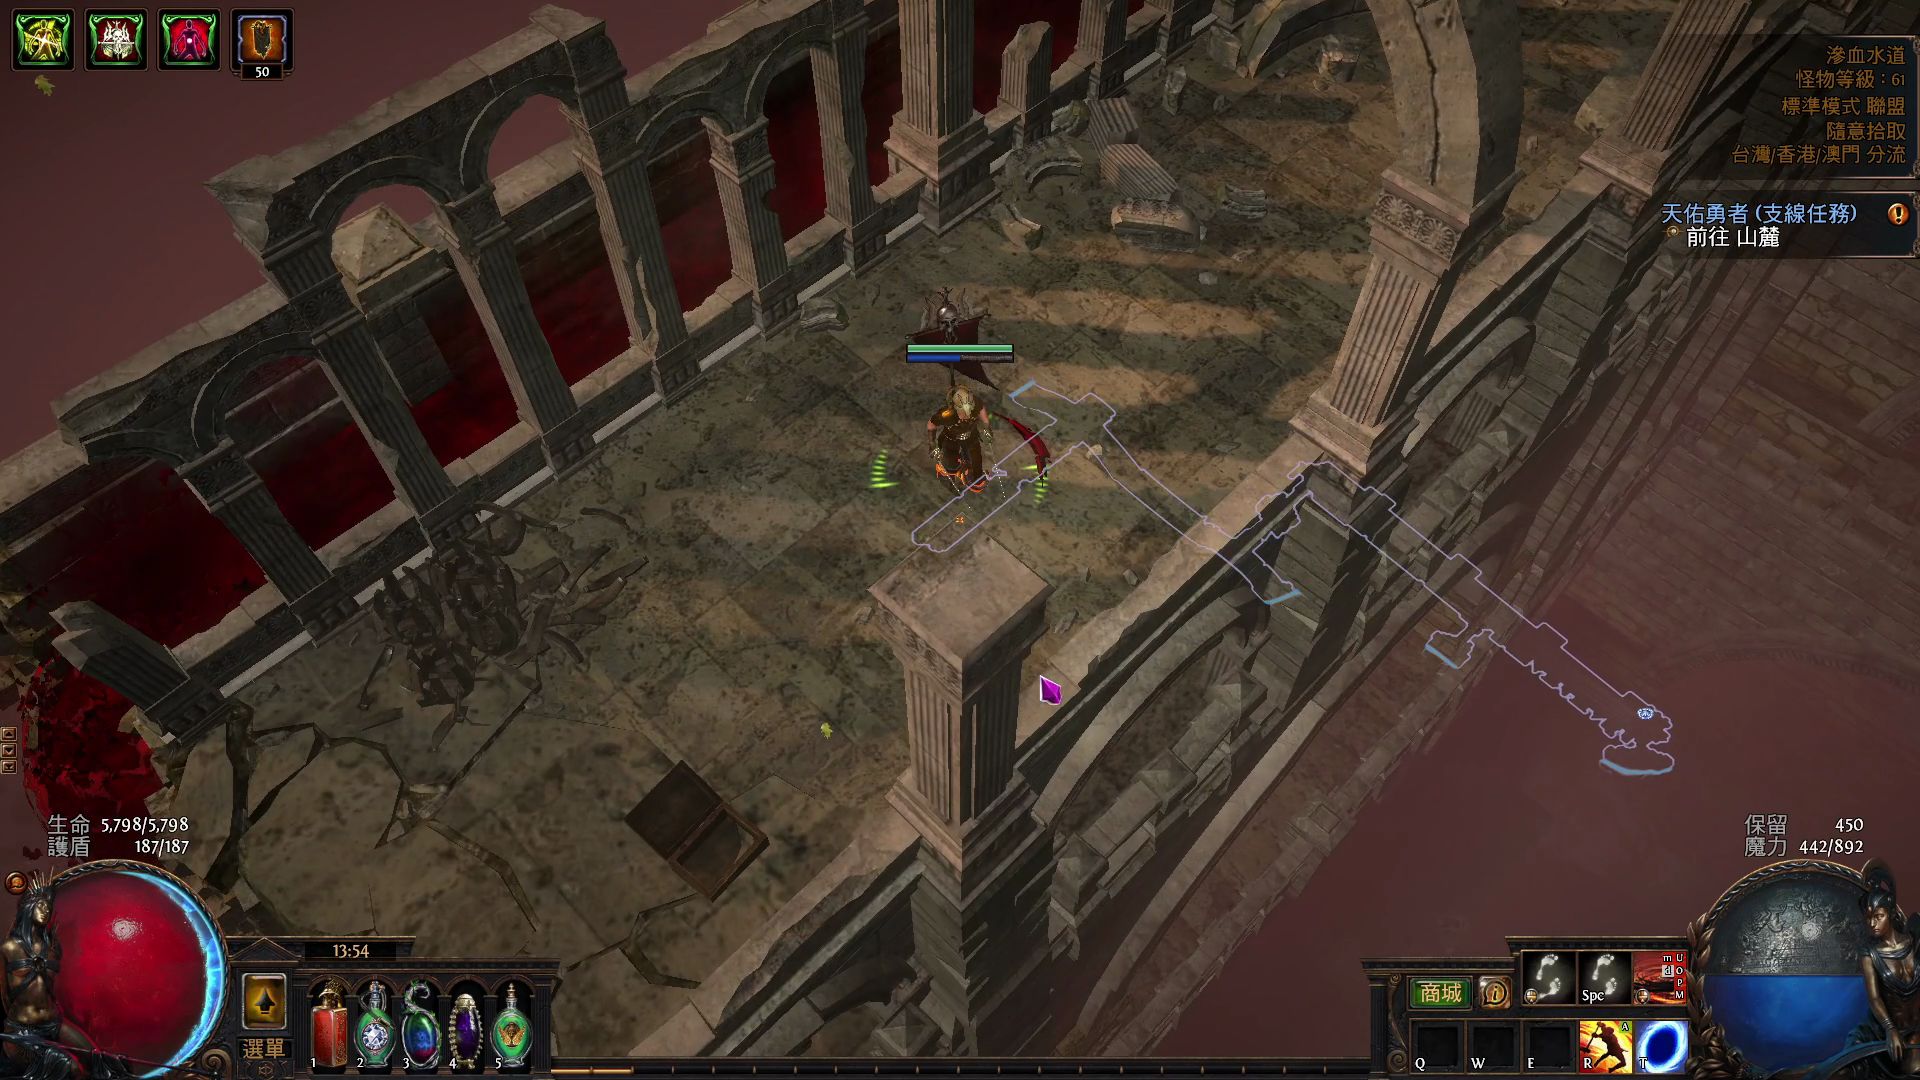 50
滲血水道
怪物等級：61
標準模式 聯盟
隨意拾取
台灣/香港/澳門 分流
天佑勇者 (支線任務)
前往 山麓
生命 5,798/5,798
護盾 187/187
保留 450
魔力 442/892
13:54
選單
1 2 3 4 5
商城
Spc
m U
d O
P
M
Q W E R A T